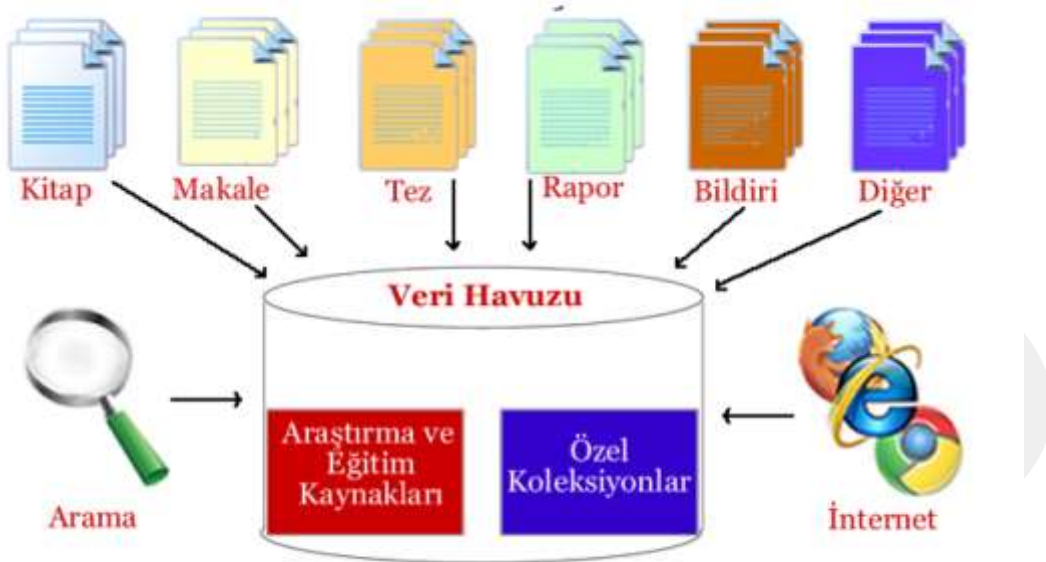 Kitap
Makale
Tez
Rapor
Bildiri
Diğer
Veri Havuzu
Araştırma ve
Eğitim
Kaynakları
Özel
Koleksiyonlar
Arama
İnternet